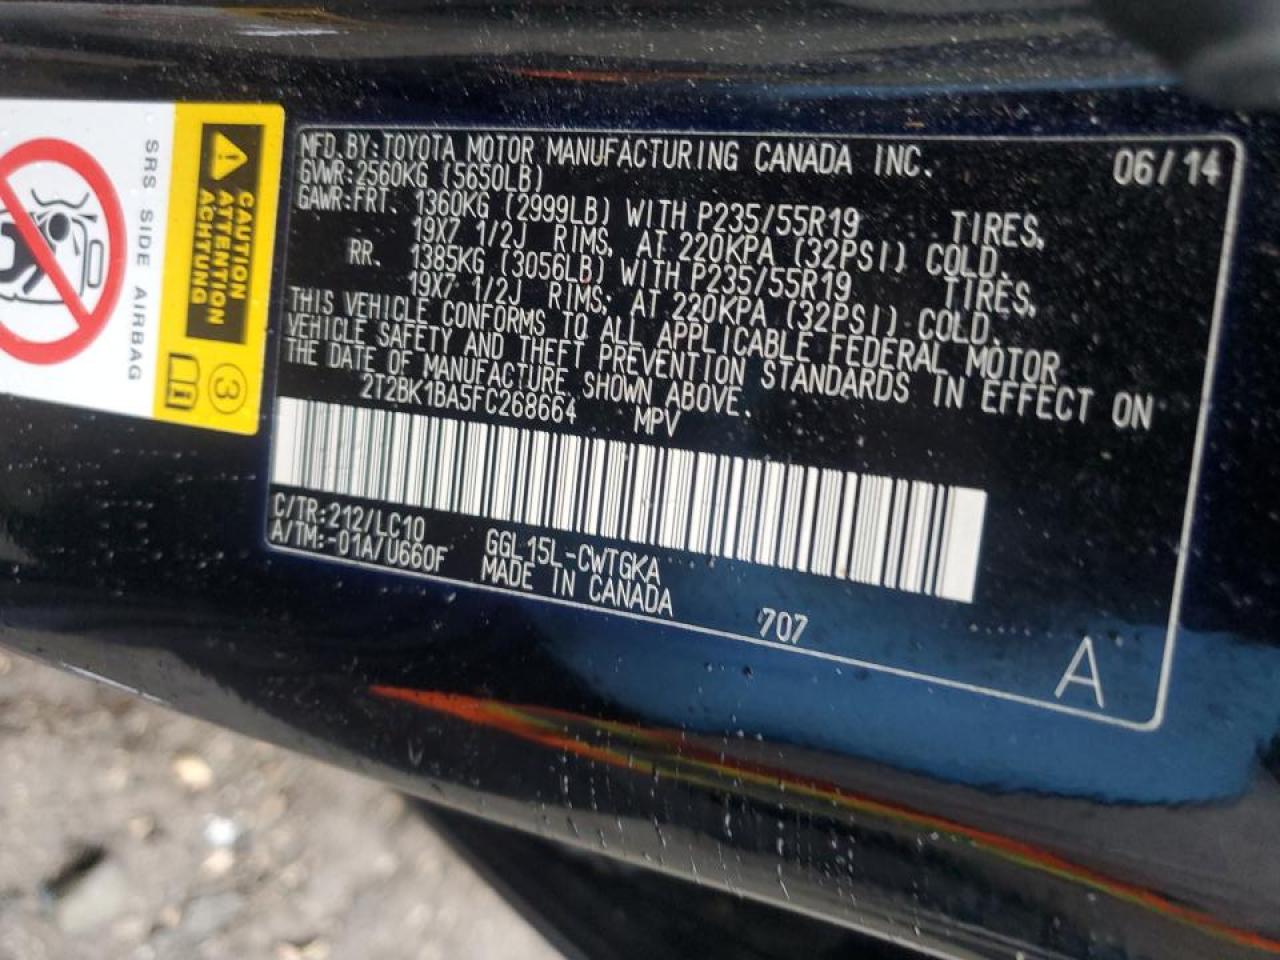 SRS SIDE AIRBAG
CAUTION
ATTENTION
ACHTUNG
3
MFD. BY: TOYOTA MOTOR MANUFACTURING CANADA INC. 06/14
GVWR: 2560KG (5650LB)
GAWR: FRT. 1360KG (2999LB) WITH P235/55R19 TIRES,
19X7 1/2J RIMS, AT 220KPA (32PSI) COLD.
RR. 1385KG (3056LB) WITH P235/55R19 TIRES,
19X7 1/2J RIMS, AT 220KPA (32PSI) COLD.
THIS VEHICLE CONFORMS TO ALL APPLICABLE FEDERAL MOTOR
VEHICLE SAFETY AND THEFT PREVENTION STANDARDS IN EFFECT ON
THE DATE OF MANUFACTURE SHOWN ABOVE.
2T2BK1BA5FC268664 MPV
C/TR: 212/LC10 GGL15L-CWTGKA
A/TM: -01A/U660F MADE IN CANADA
707
A